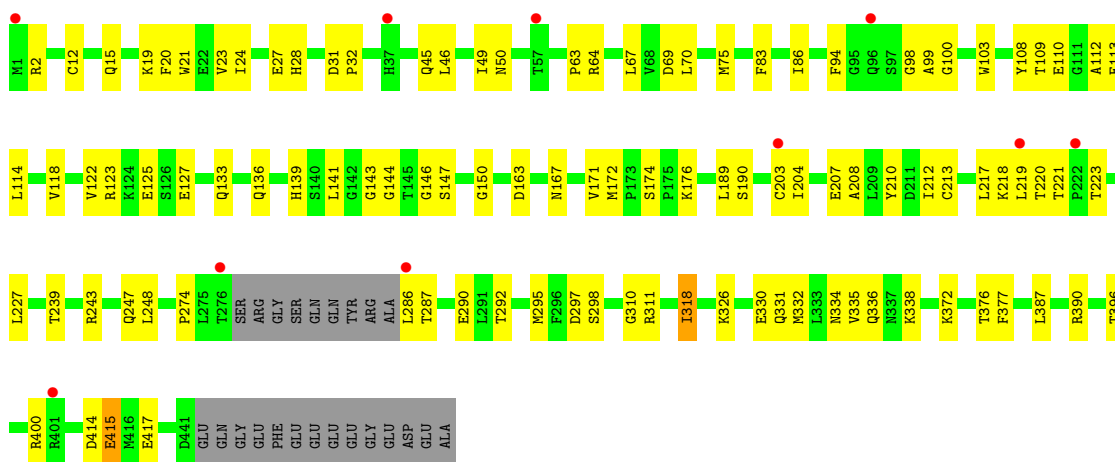 M1 R2 C12 Q15 K19 F20 W21 E22 V23 I24 E27 H28 D31 P32 H37 Q45 L46 I49 N50 T57 P63 R64 L67 V68 D69 L70 M75 F83 I86 F94 G95 Q96 S97 G98 A99 G100 W103 Y108 T109 E110 G111 A112 E113
L114 V118 V122 R123 K124 E125 S126 E127 Q133 Q136 H139 S140 L141 G142 G143 G144 T145 G146 S147 G150 D163 N167 V171 M172 P173 S174 P175 K176 L189 S190 C203 I204 E207 A208 L209 Y210 D211 I212 C213 L217 K218 L219 T220 T221 P222 T223
L227 T239 R243 Q247 L248 P274 L275 T276 SER ARG GLY SER GLN GLN TYR ARG ALA L286 T287 E290 L291 T292 M295 F296 D297 S298 G310 R311 I318 K326 E330 Q331 M332 L333 N334 V335 Q336 N337 K338 K372 T376 F377 L387 R390 T396
R400 R401 D414 E415 M416 E417 D441 GLU GLN GLY GLU PHE GLU GLU GLU GLU GLY GLU ASP GLU ALA